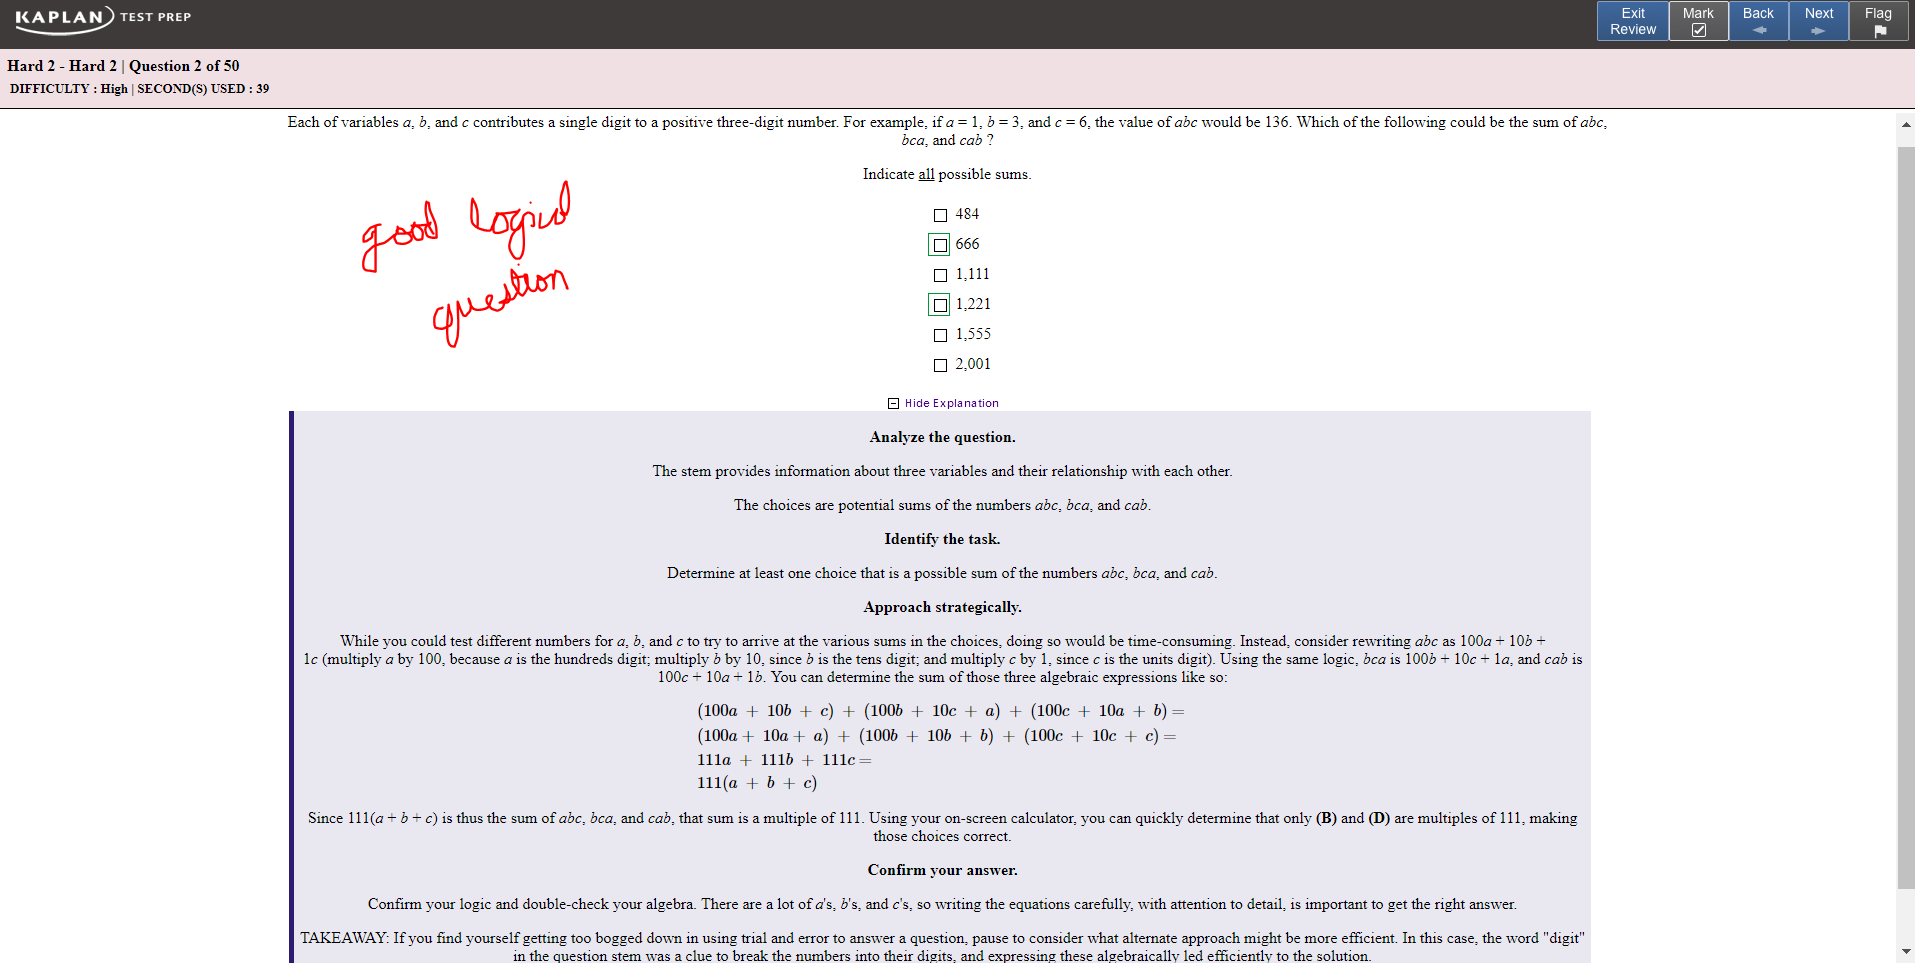 KAPLAN TEST PREP
Exit Review
Mark
Back
Next
Flag
Hard 2 - Hard 2 | Question 2 of 50
DIFFICULTY : High | SECOND(S) USED : 39
Each of variables a, b, and c contributes a single digit to a positive three-digit number. For example, if a = 1, b = 3, and c = 6, the value of abc would be 136. Which of the following could be the sum of abc,
bca, and cab ?
Indicate all possible sums.
good logical
question
484
666
1,111
1,221
1,555
2,001
Hide Explanation
Analyze the question.
The stem provides information about three variables and their relationship with each other.
The choices are potential sums of the numbers abc, bca, and cab.
Identify the task.
Determine at least one choice that is a possible sum of the numbers abc, bca, and cab.
Approach strategically.
While you could test different numbers for a, b, and c to try to arrive at the various sums in the choices, doing so would be time-consuming. Instead, consider rewriting abc as 100a + 10b +
1c (multiply a by 100, because a is the hundreds digit; multiply b by 10, since b is the tens digit; and multiply c by 1, since c is the units digit). Using the same logic, bca is 100b + 10c + 1a, and cab is
100c + 10a + 1b. You can determine the sum of those three algebraic expressions like so:
(100a + 10b + c) + (100b + 10c + a) + (100c + 10a + b) =
(100a + 10a + a) + (100b + 10b + b) + (100c + 10c + c) =
111a + 111b + 111c =
111(a + b + c)
Since 111(a + b + c) is thus the sum of abc, bca, and cab, that sum is a multiple of 111. Using your on-screen calculator, you can quickly determine that only (B) and (D) are multiples of 111, making
those choices correct.
Confirm your answer.
Confirm your logic and double-check your algebra. There are a lot of a's, b's, and c's, so writing the equations carefully, with attention to detail, is important to get the right answer.
TAKEAWAY: If you find yourself getting too bogged down in using trial and error to answer a question, pause to consider what alternate approach might be more efficient. In this case, the word "digit"
in the question stem was a clue to break the numbers into their digits, and expressing these algebraically led efficiently to the solution.